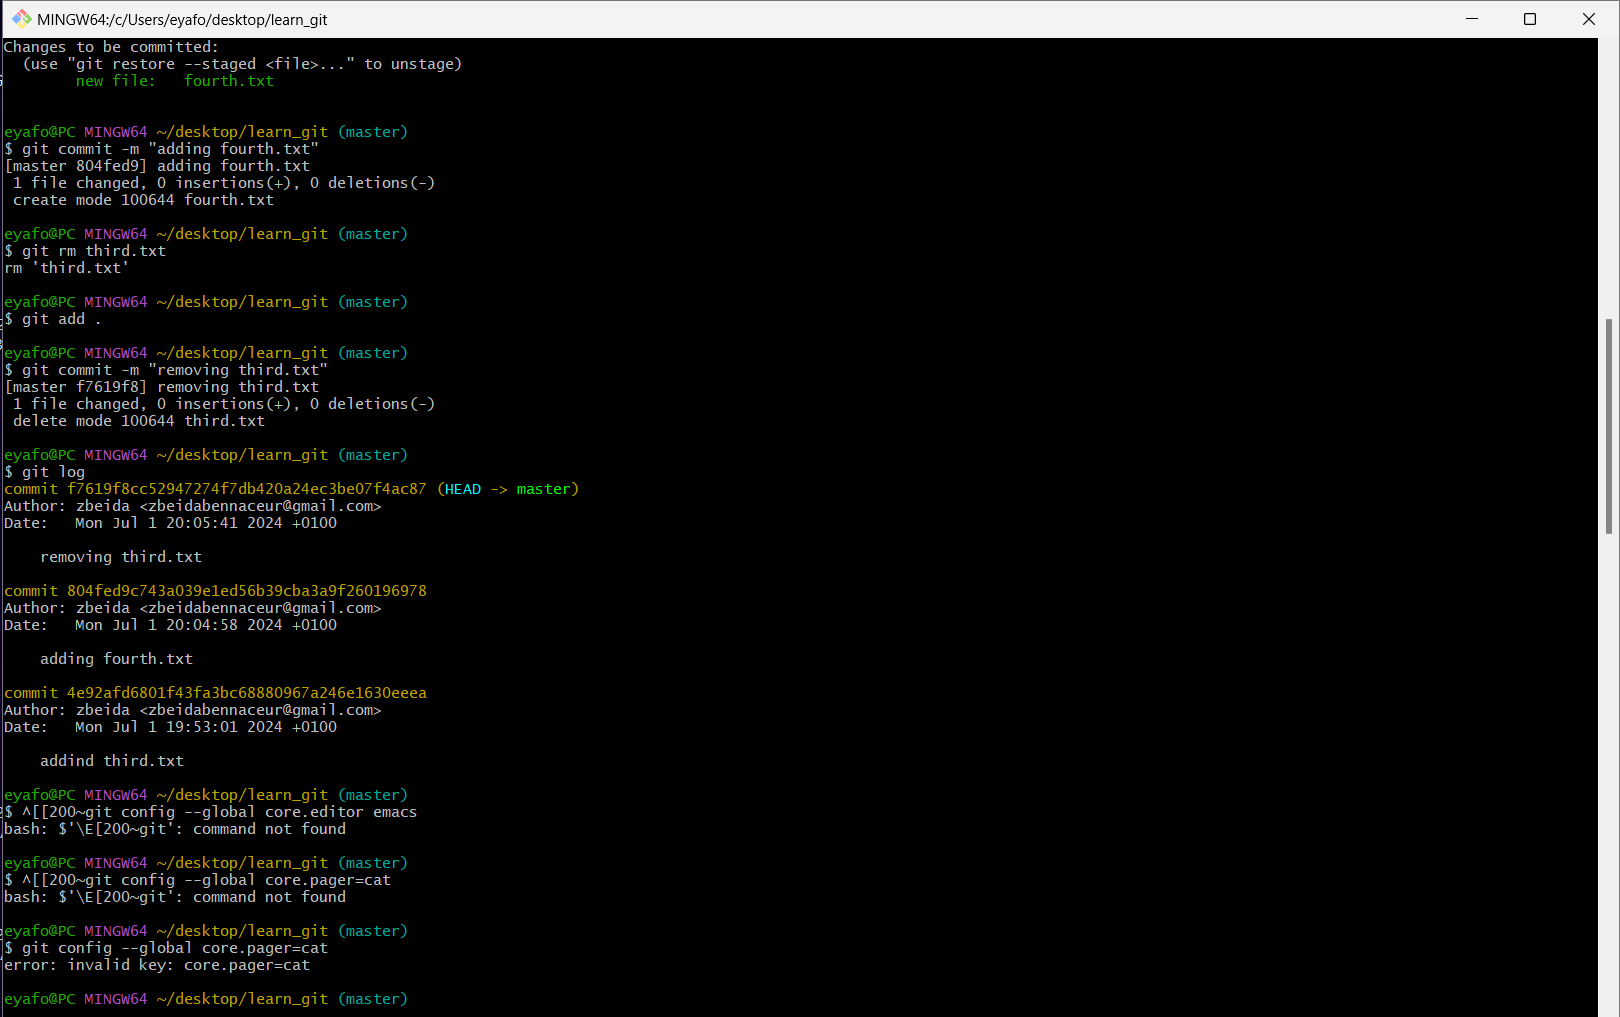 MINGW64:/c/Users/eyafo/desktop/learn_git
Changes to be committed:
  (use "git restore --staged <file>..." to unstage)
        new file:   fourth.txt
eyafo@PC MINGW64 ~/desktop/learn_git (master)
$ git commit -m "adding fourth.txt"
[master 804fed9] adding fourth.txt
 1 file changed, 0 insertions(+), 0 deletions(-)
 create mode 100644 fourth.txt
eyafo@PC MINGW64 ~/desktop/learn_git (master)
$ git rm third.txt
rm 'third.txt'
eyafo@PC MINGW64 ~/desktop/learn_git (master)
$ git add .
eyafo@PC MINGW64 ~/desktop/learn_git (master)
$ git commit -m "removing third.txt"
[master f7619f8] removing third.txt
 1 file changed, 0 insertions(+), 0 deletions(-)
 delete mode 100644 third.txt
eyafo@PC MINGW64 ~/desktop/learn_git (master)
$ git log
commit f7619f8cc52947274f7db420a24ec3be07f4ac87 (HEAD -> master)
Author: zbeida <zbeidabennaceur@gmail.com>
Date:   Mon Jul 1 20:05:41 2024 +0100
    removing third.txt
commit 804fed9c743a039e1ed56b39cba3a9f260196978
Author: zbeida <zbeidabennaceur@gmail.com>
Date:   Mon Jul 1 20:04:58 2024 +0100
    adding fourth.txt
commit 4e92afd6801f43fa3bc68880967a246e1630eeea
Author: zbeida <zbeidabennaceur@gmail.com>
Date:   Mon Jul 1 19:53:01 2024 +0100
    addind third.txt
eyafo@PC MINGW64 ~/desktop/learn_git (master)
$ ^[[200~git config --global core.editor emacs
bash: $'\E[200~git': command not found
eyafo@PC MINGW64 ~/desktop/learn_git (master)
$ ^[[200~git config --global core.pager=cat
bash: $'\E[200~git': command not found
eyafo@PC MINGW64 ~/desktop/learn_git (master)
$ git config --global core.pager=cat
error: invalid key: core.pager=cat
eyafo@PC MINGW64 ~/desktop/learn_git (master)